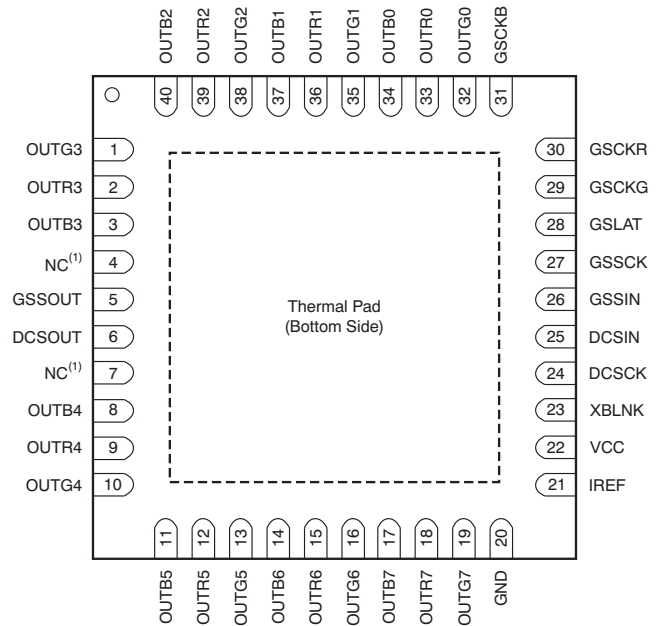 OUTB2 OUTR2 OUTG2 OUTB1 OUTR1 OUTG1 OUTB0 OUTR0 OUTG0 GSCKB
40 39 38 37 36 35 34 33 32 31
OUTG3 1 30 GSCKR
OUTR3 2 29 GSCKG
OUTB3 3 28 GSLAT
NC(1) 4 27 GSSCK
GSSOUT 5 26 GSSIN
DCSOUT 6 25 DCSIN
NC(1) 7 24 DCSCK
OUTB4 8 23 XBLNK
OUTR4 9 22 VCC
OUTG4 10 21 IREF
Thermal Pad
(Bottom Side)
11 12 13 14 15 16 17 18 19 20
OUTB5 OUTR5 OUTG5 OUTB6 OUTR6 OUTG6 OUTB7 OUTR7 OUTG7 GND